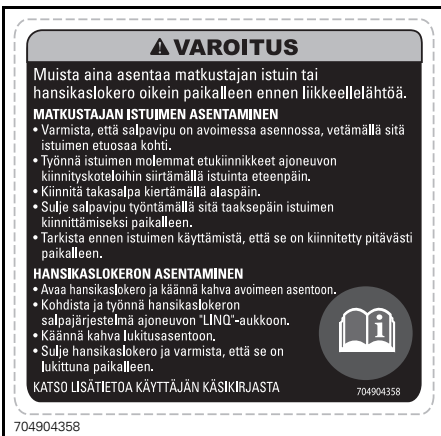 VAROITUS
Muista aina asentaa matkustajan istuin tai
hansikaslokero oikein paikalleen ennen liikkeellelähtöä.
MATKUSTAJAN ISTUIMEN ASENTAMINEN
• Varmista, että salpavipu on avoimessa asennossa, vetämällä sitä
istuimen etuosaa kohti.
• Työnnä istuimen molemmat etukiinnikkeet ajoneuvon
kiinnityskoteloihin siirtämällä istuinta eteenpäin.
• Kiinnitä takasalpa kiertämällä alaspäin.
• Sulje salpavipu työntämällä sitä taaksepäin istuimen
kiinnittämiseksi paikalleen.
• Tarkista ennen istuimen käyttämistä, että se on kiinnitetty pitävästi
paikalleen.
HANSIKASLOKERON ASENTAMINEN
• Avaa hansikaslokero ja käännä kahva avoimeen asentoon.
• Kohdista ja työnnä hansikaslokeron
salpajärjestelmä ajoneuvon "LINQ"-aukkoon.
• Käännä kahva lukitusasentoon.
• Sulje hansikaslokero ja varmista, että se on
lukittuna paikalleen.
KATSO LISÄTIETOA KÄYTTÄJÄN KÄSIKIRJASTA
704904358
704904358